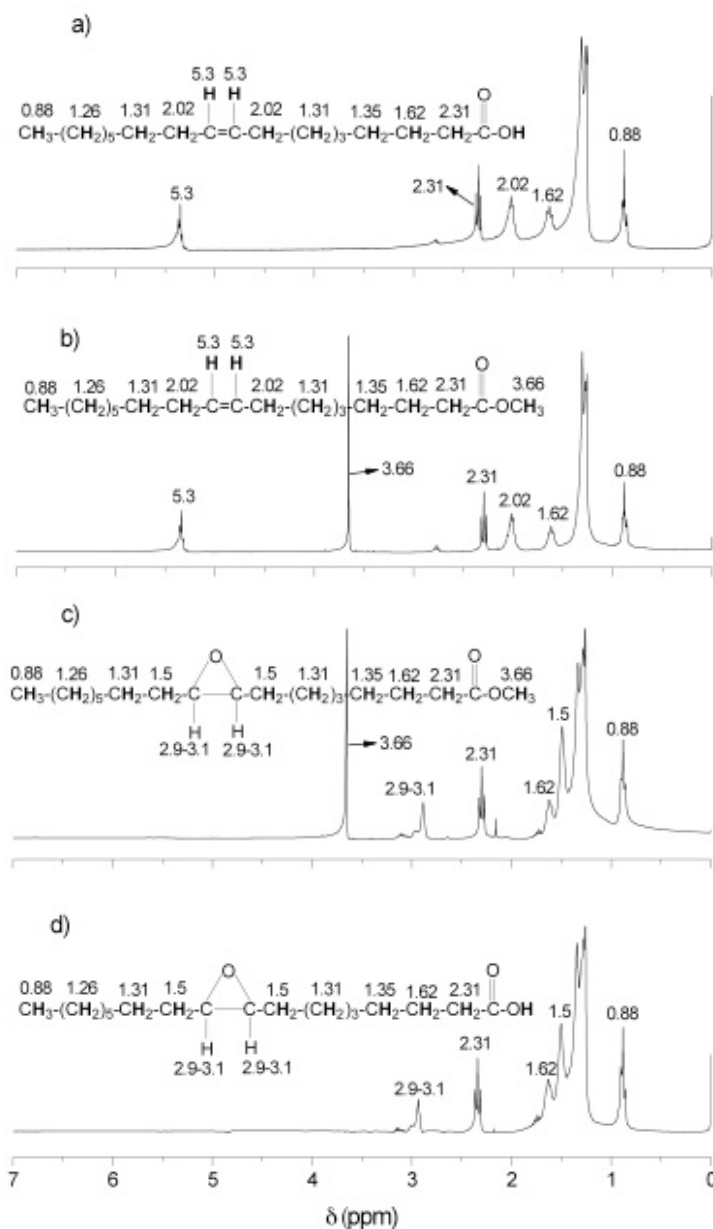 a)
5.3 5.3
H H O
0.88 1.26 1.31 2.02 2.02 1.31 1.35 1.62 2.31
CH₃-(CH₂)₅-CH₂-CH₂-C=C-CH₂-(CH₂)₃-CH₂-CH₂-CH₂-C-OH
0.88
5.3 2.31 2.02 1.62
b)
5.3 5.3
H H O
0.88 1.26 1.31 2.02 2.02 1.31 1.35 1.62 2.31 3.66
CH₃-(CH₂)₅-CH₂-CH₂-C=C-CH₂-(CH₂)₃-CH₂-CH₂-CH₂-C-OCH₃
3.66 2.31 0.88
5.3 2.02 1.62
0 1 2 3 4 5 6 7
c)
O O
0.88 1.26 1.31 1.5 1.5 1.31 1.35 1.62 2.31 3.66
CH₃-(CH₂)₅-CH₂-CH₂-C-C-CH₂-(CH₂)₃-CH₂-CH₂-CH₂-C-OCH₃
H H
2.9-3.1 2.9-3.1
3.66 2.31 1.5 0.88
2.9-3.1 1.62
d)
O O
0.88 1.26 1.31 1.5 1.5 1.31 1.35 1.62 2.31
CH₃-(CH₂)₅-CH₂-CH₂-C-C-CH₂-(CH₂)₃-CH₂-CH₂-CH₂-C-OH
H H
2.9-3.1 2.9-3.1
2.31 1.5 0.88
2.9-3.1 1.62
7 6 5 4 3 2 1 0
δ (ppm)